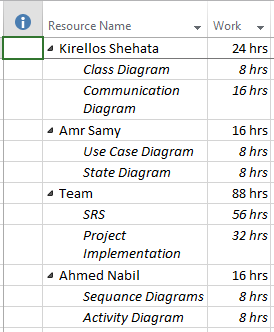 Resource Name Work
Kirellos Shehata 24 hrs
Class Diagram 8 hrs
Communication 16 hrs
Diagram
Amr Samy 16 hrs
Use Case Diagram 8 hrs
State Diagram 8 hrs
Team 88 hrs
SRS 56 hrs
Project 32 hrs
Implementation
Ahmed Nabil 16 hrs
Sequance Diagrams 8 hrs
Activity Diagram 8 hrs